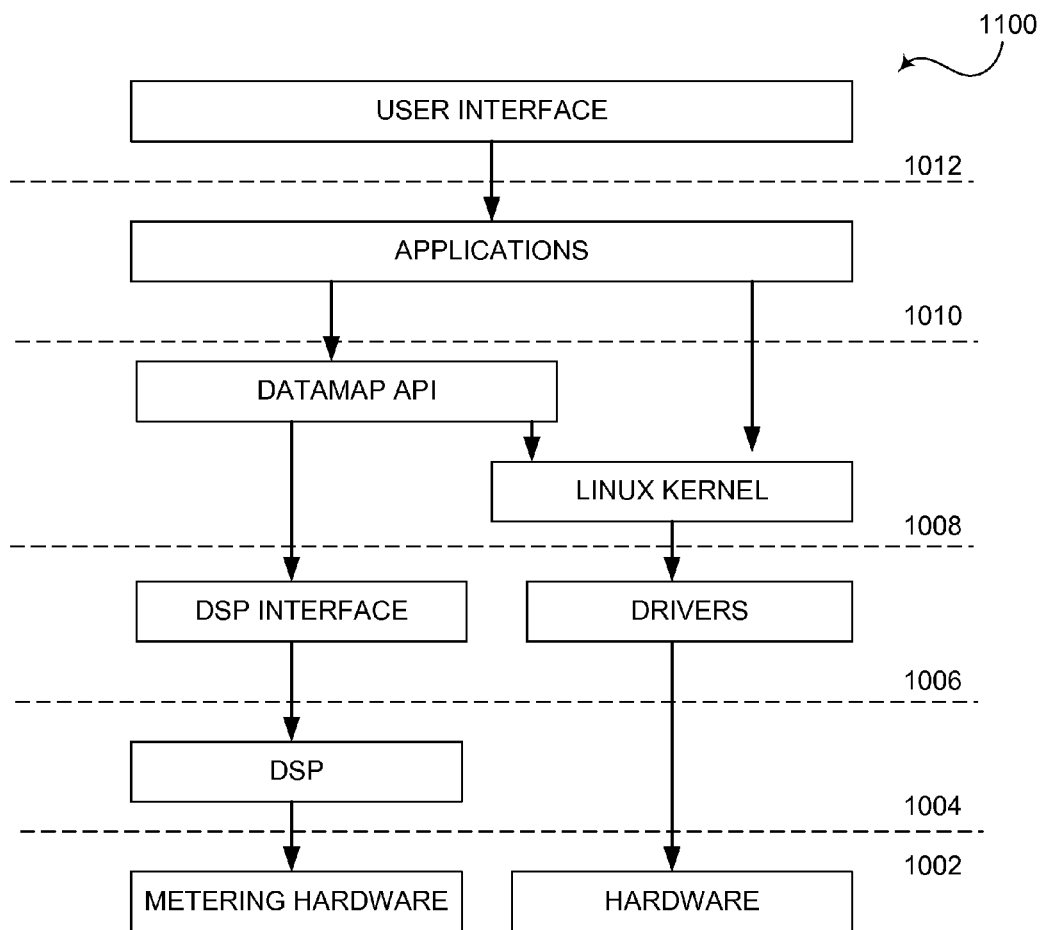 1100
USER INTERFACE
1012
APPLICATIONS
1010
DATAMAP API
LINUX KERNEL
1008
DSP INTERFACE
DRIVERS
1006
DSP
1004
1002
METERING HARDWARE
HARDWARE